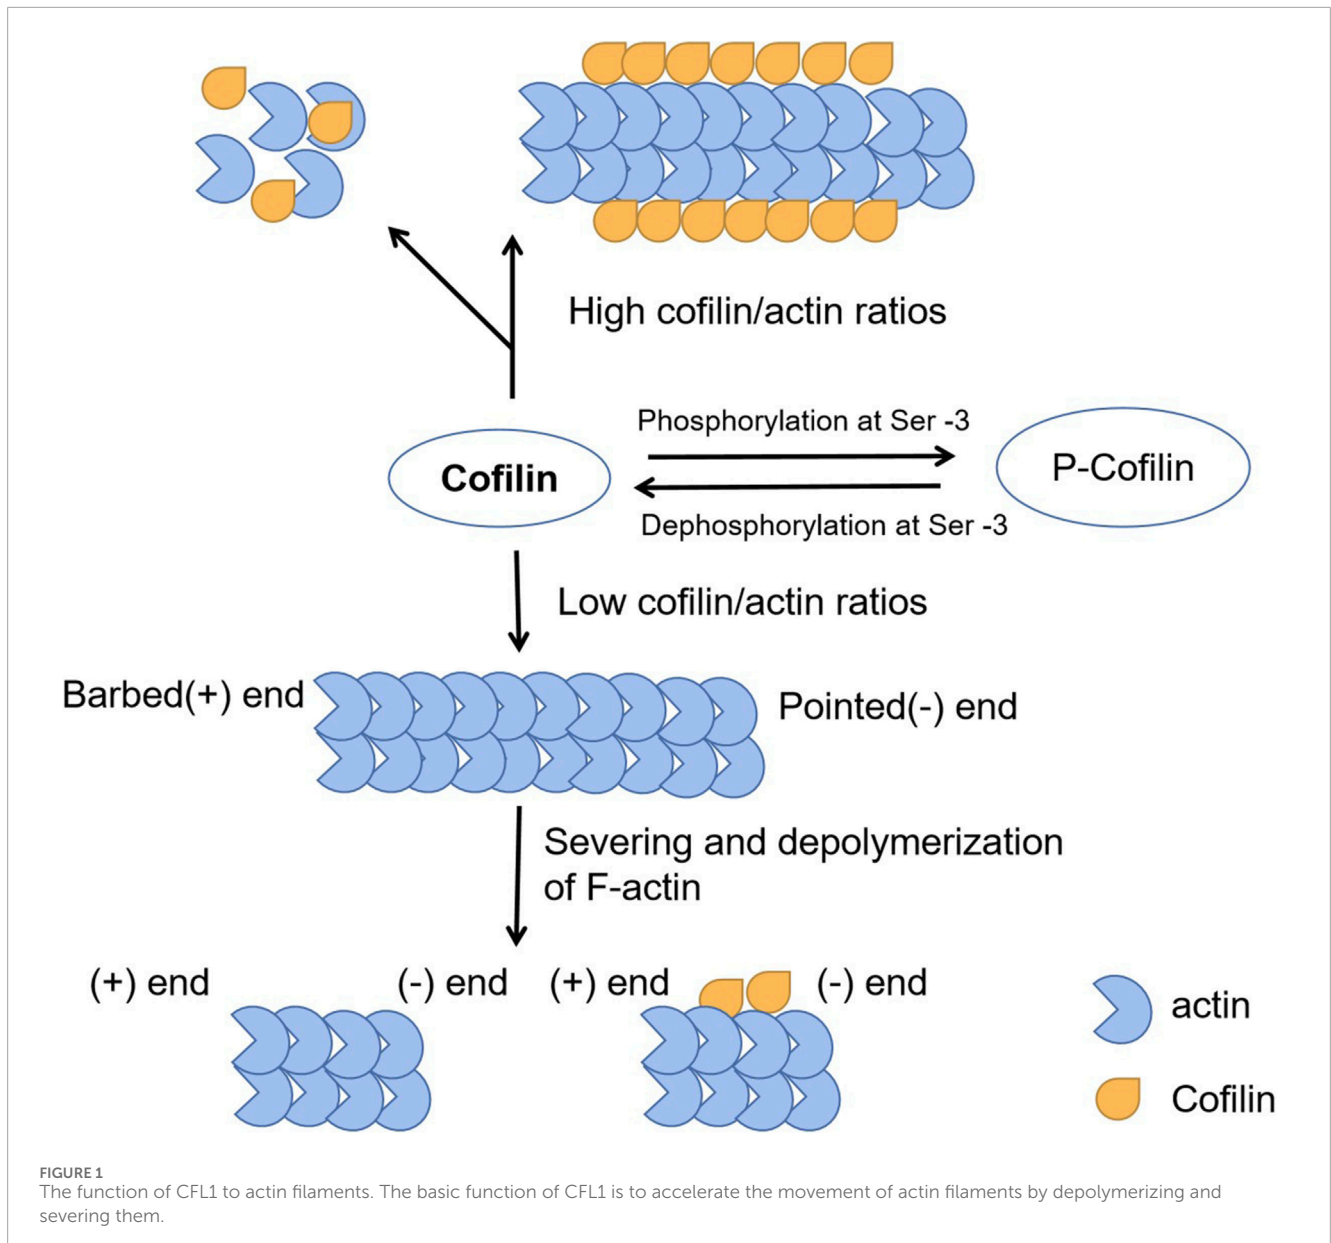 High cofilin/actin ratios
Phosphorylation at Ser -3
Cofilin
P-Cofilin
Dephosphorylation at Ser -3
Low cofilin/actin ratios
Barbed(+) end
Pointed(-) end
Severing and depolymerization
of F-actin
(+) end
(-) end
(+) end
(-) end
actin
Cofilin
FIGURE 1
The function of CFL1 to actin filaments. The basic function of CFL1 is to accelerate the movement of actin filaments by depolymerizing and
severing them.